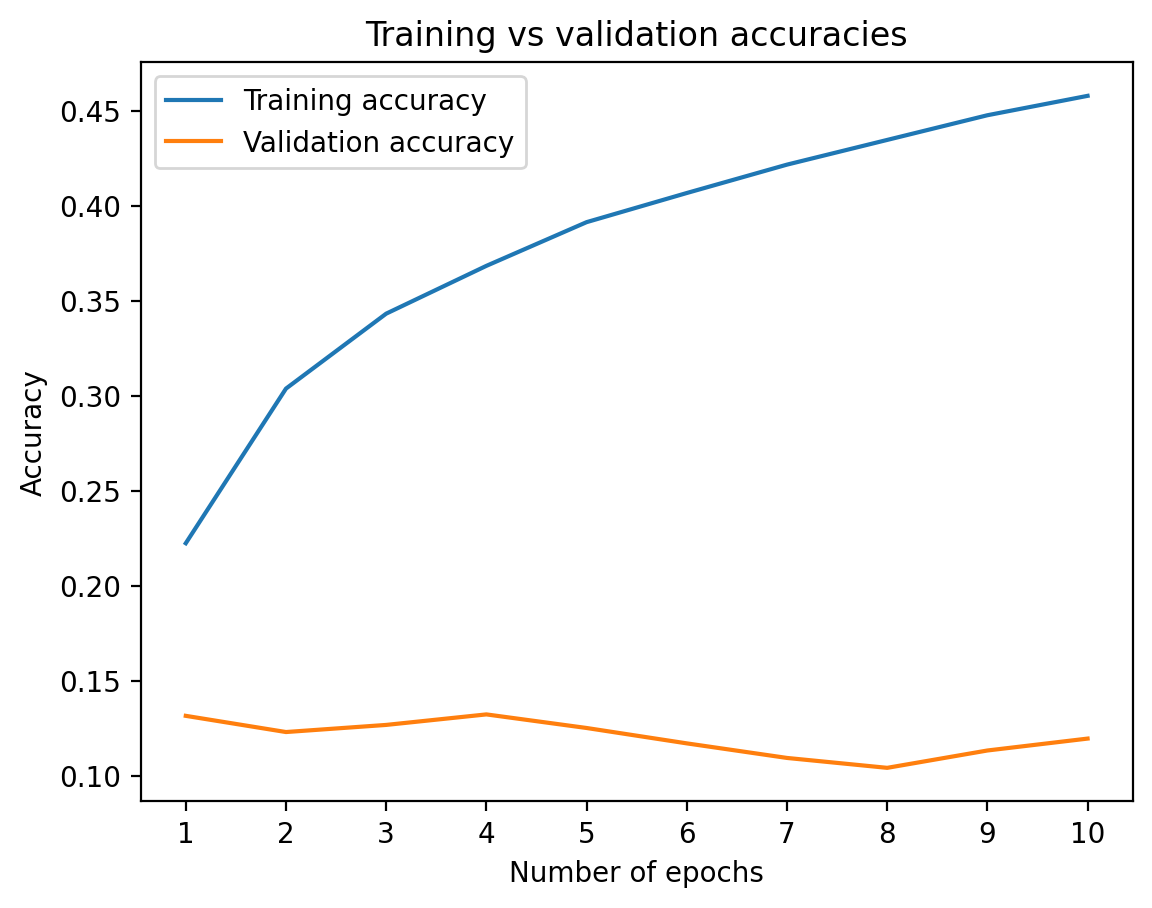 Training vs validation accuracies
Training accuracy
Validation accuracy
0.45
0.40
0.35
0.30
0.25
0.20
0.15
0.10
Accuracy
1 2 3 4 5 6 7 8 9 10
Number of epochs